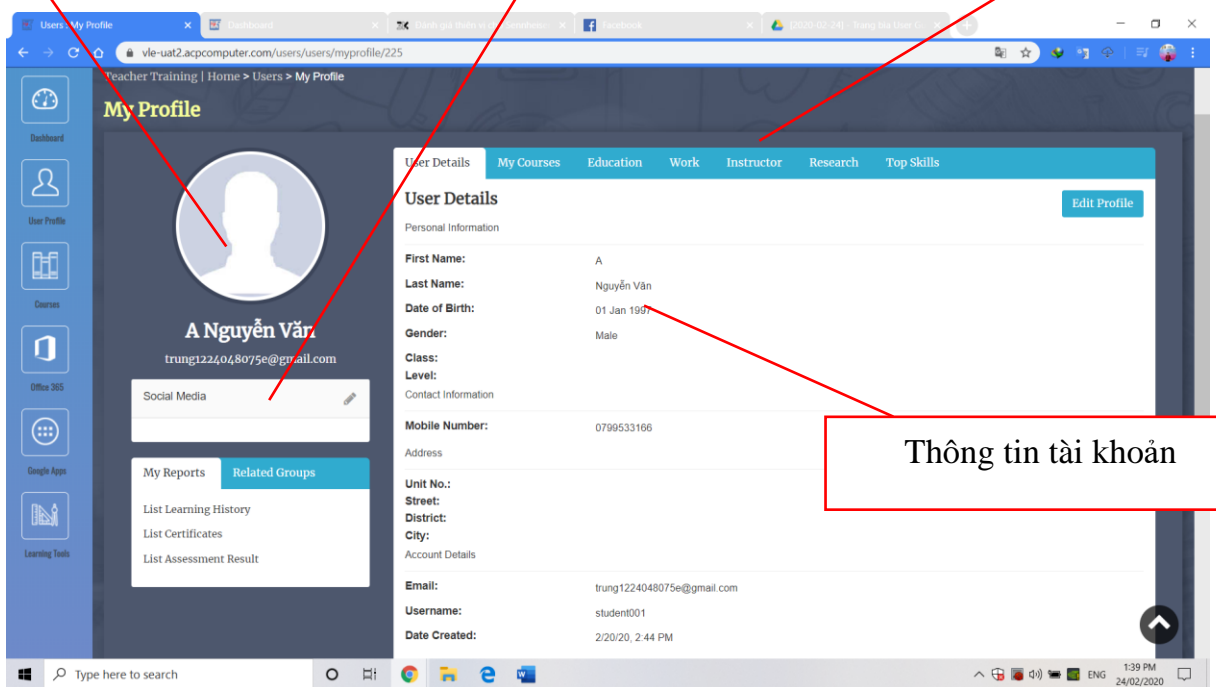 Users : My Profile
Dashboard
Facebook
vle-uat2.acpcomputer.com/users/users/myprofile/225
Teacher Training | Home > Users > My Profile
My Profile
Dashboard
User Profile
Courses
Office 365
Google Apps
Learning Tools
A Nguyễn Văn
trung1224048075e@gmail.com
Social Media
My Reports Related Groups
List Learning History
List Certificates
List Assessment Result
User Details My Courses Education Work Instructor Research Top Skills
User Details
Edit Profile
Personal Information
First Name: A
Last Name: Nguyễn Văn
Date of Birth: 01 Jan 1997
Gender: Male
Class:
Level:
Contact Information
Mobile Number: 0799533166
Address
Unit No.:
Street:
District:
City:
Account Details
Email: trung1224048075e@gmail.com
Username: student001
Date Created: 2/20/20, 2:44 PM
Thông tin tài khoản
Type here to search
ENG
1:39 PM
24/02/2020